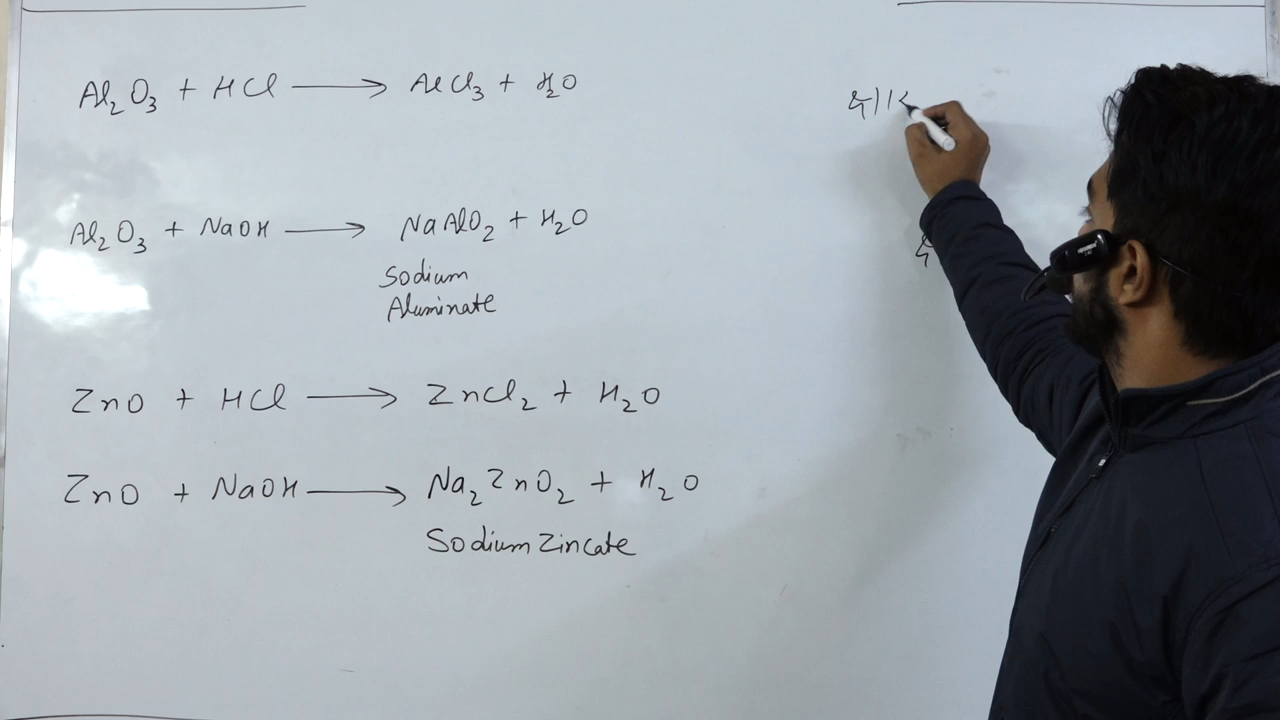 Al₂O₃ + HCl ⟶ AlCl₃ + H₂O
Al₂O₃ + NaOH ⟶ NaAlO₂ + H₂O
Sodium
Aluminate
ZnO + HCl ⟶ ZnCl₂ + H₂O
ZnO + NaOH ⟶ Na₂ZnO₂ + H₂O
Sodium Zincate